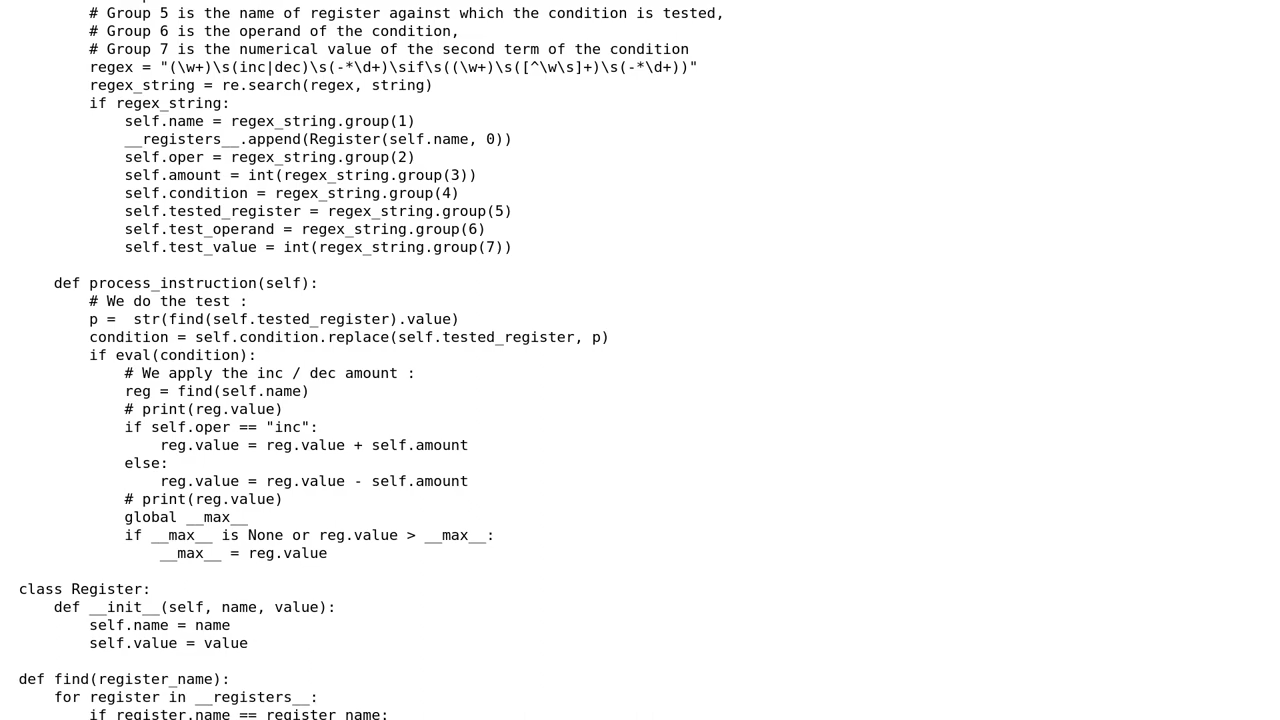 # Group 5 is the name of register against which the condition is tested,
# Group 6 is the operand of the condition,
# Group 7 is the numerical value of the second term of the condition
regex = "(\w+)\s(inc|dec)\s(-*\d+)\sif\s((\w+)\s([^\w\s]+)\s(-*\d+))"
regex_string = re.search(regex, string)
if regex_string:
self.name = regex_string.group(1)
__registers__.append(Register(self.name, 0))
self.oper = regex_string.group(2)
self.amount = int(regex_string.group(3))
self.condition = regex_string.group(4)
self.tested_register = regex_string.group(5)
self.test_operand = regex_string.group(6)
self.test_value = int(regex_string.group(7))
def process_instruction(self):
# We do the test :
p =  str(find(self.tested_register).value)
condition = self.condition.replace(self.tested_register, p)
if eval(condition):
# We apply the inc / dec amount :
reg = find(self.name)
# print(reg.value)
if self.oper == "inc":
reg.value = reg.value + self.amount
else:
reg.value = reg.value - self.amount
# print(reg.value)
global __max__
if __max__ is None or reg.value > __max__:
__max__ = reg.value
class Register:
def __init__(self, name, value):
self.name = name
self.value = value
def find(register_name):
for register in __registers__:
if register.name == register_name: